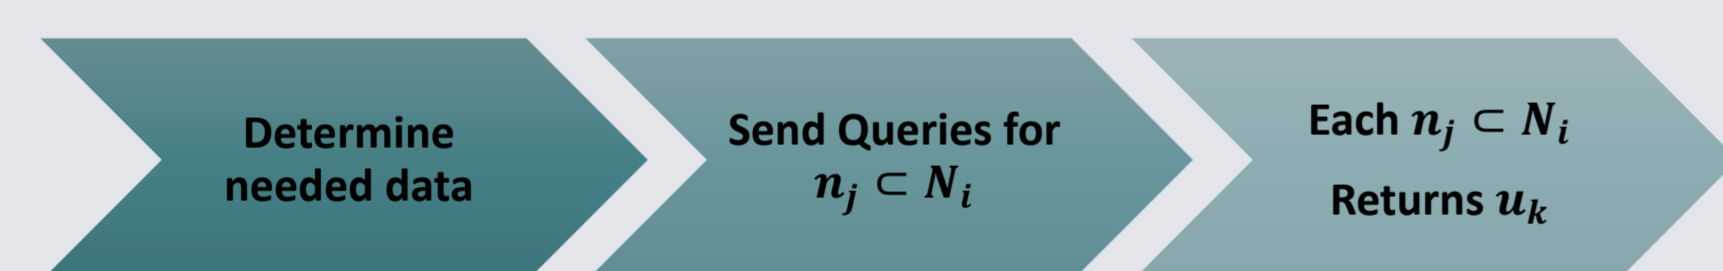 Determine
needed data
Send Queries for
nⱼ ⊂ Nᵢ
Each nⱼ ⊂ Nᵢ
Returns uₖ